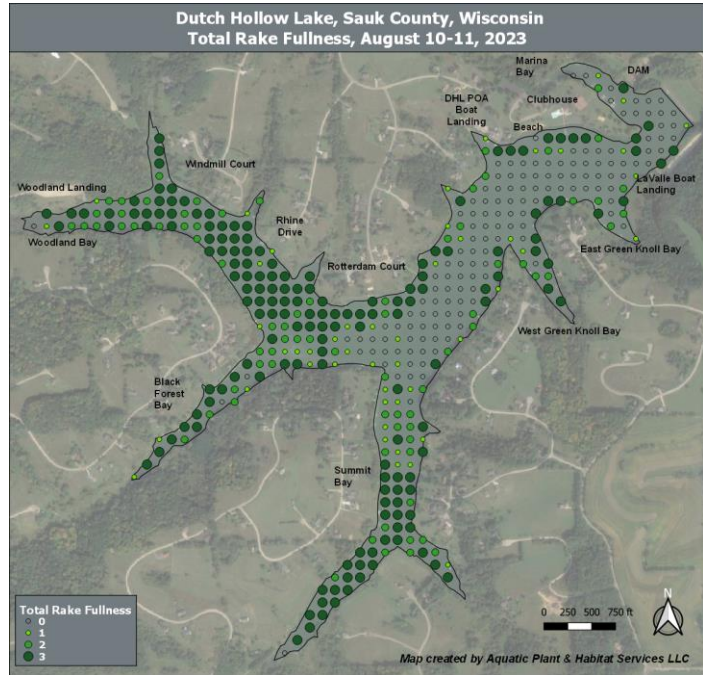 Dutch Hollow Lake, Sauk County, Wisconsin
Total Rake Fullness, August 10-11, 2023
Marina
Bay
DAM
DHL POA
Boat
Landing
Clubhouse
Beach
Windmill Court
Woodland Landing
LaValle Boat
Landing
Rhine
Drive
Woodland Bay
East Green Knoll Bay
Rotterdam Court
West Green Knoll Bay
Black
Forest
Bay
Summit
Bay
Total Rake Fullness
0
1
2
3
0 250 500 750 ft
N
Map created by Aquatic Plant & Habitat Services LLC